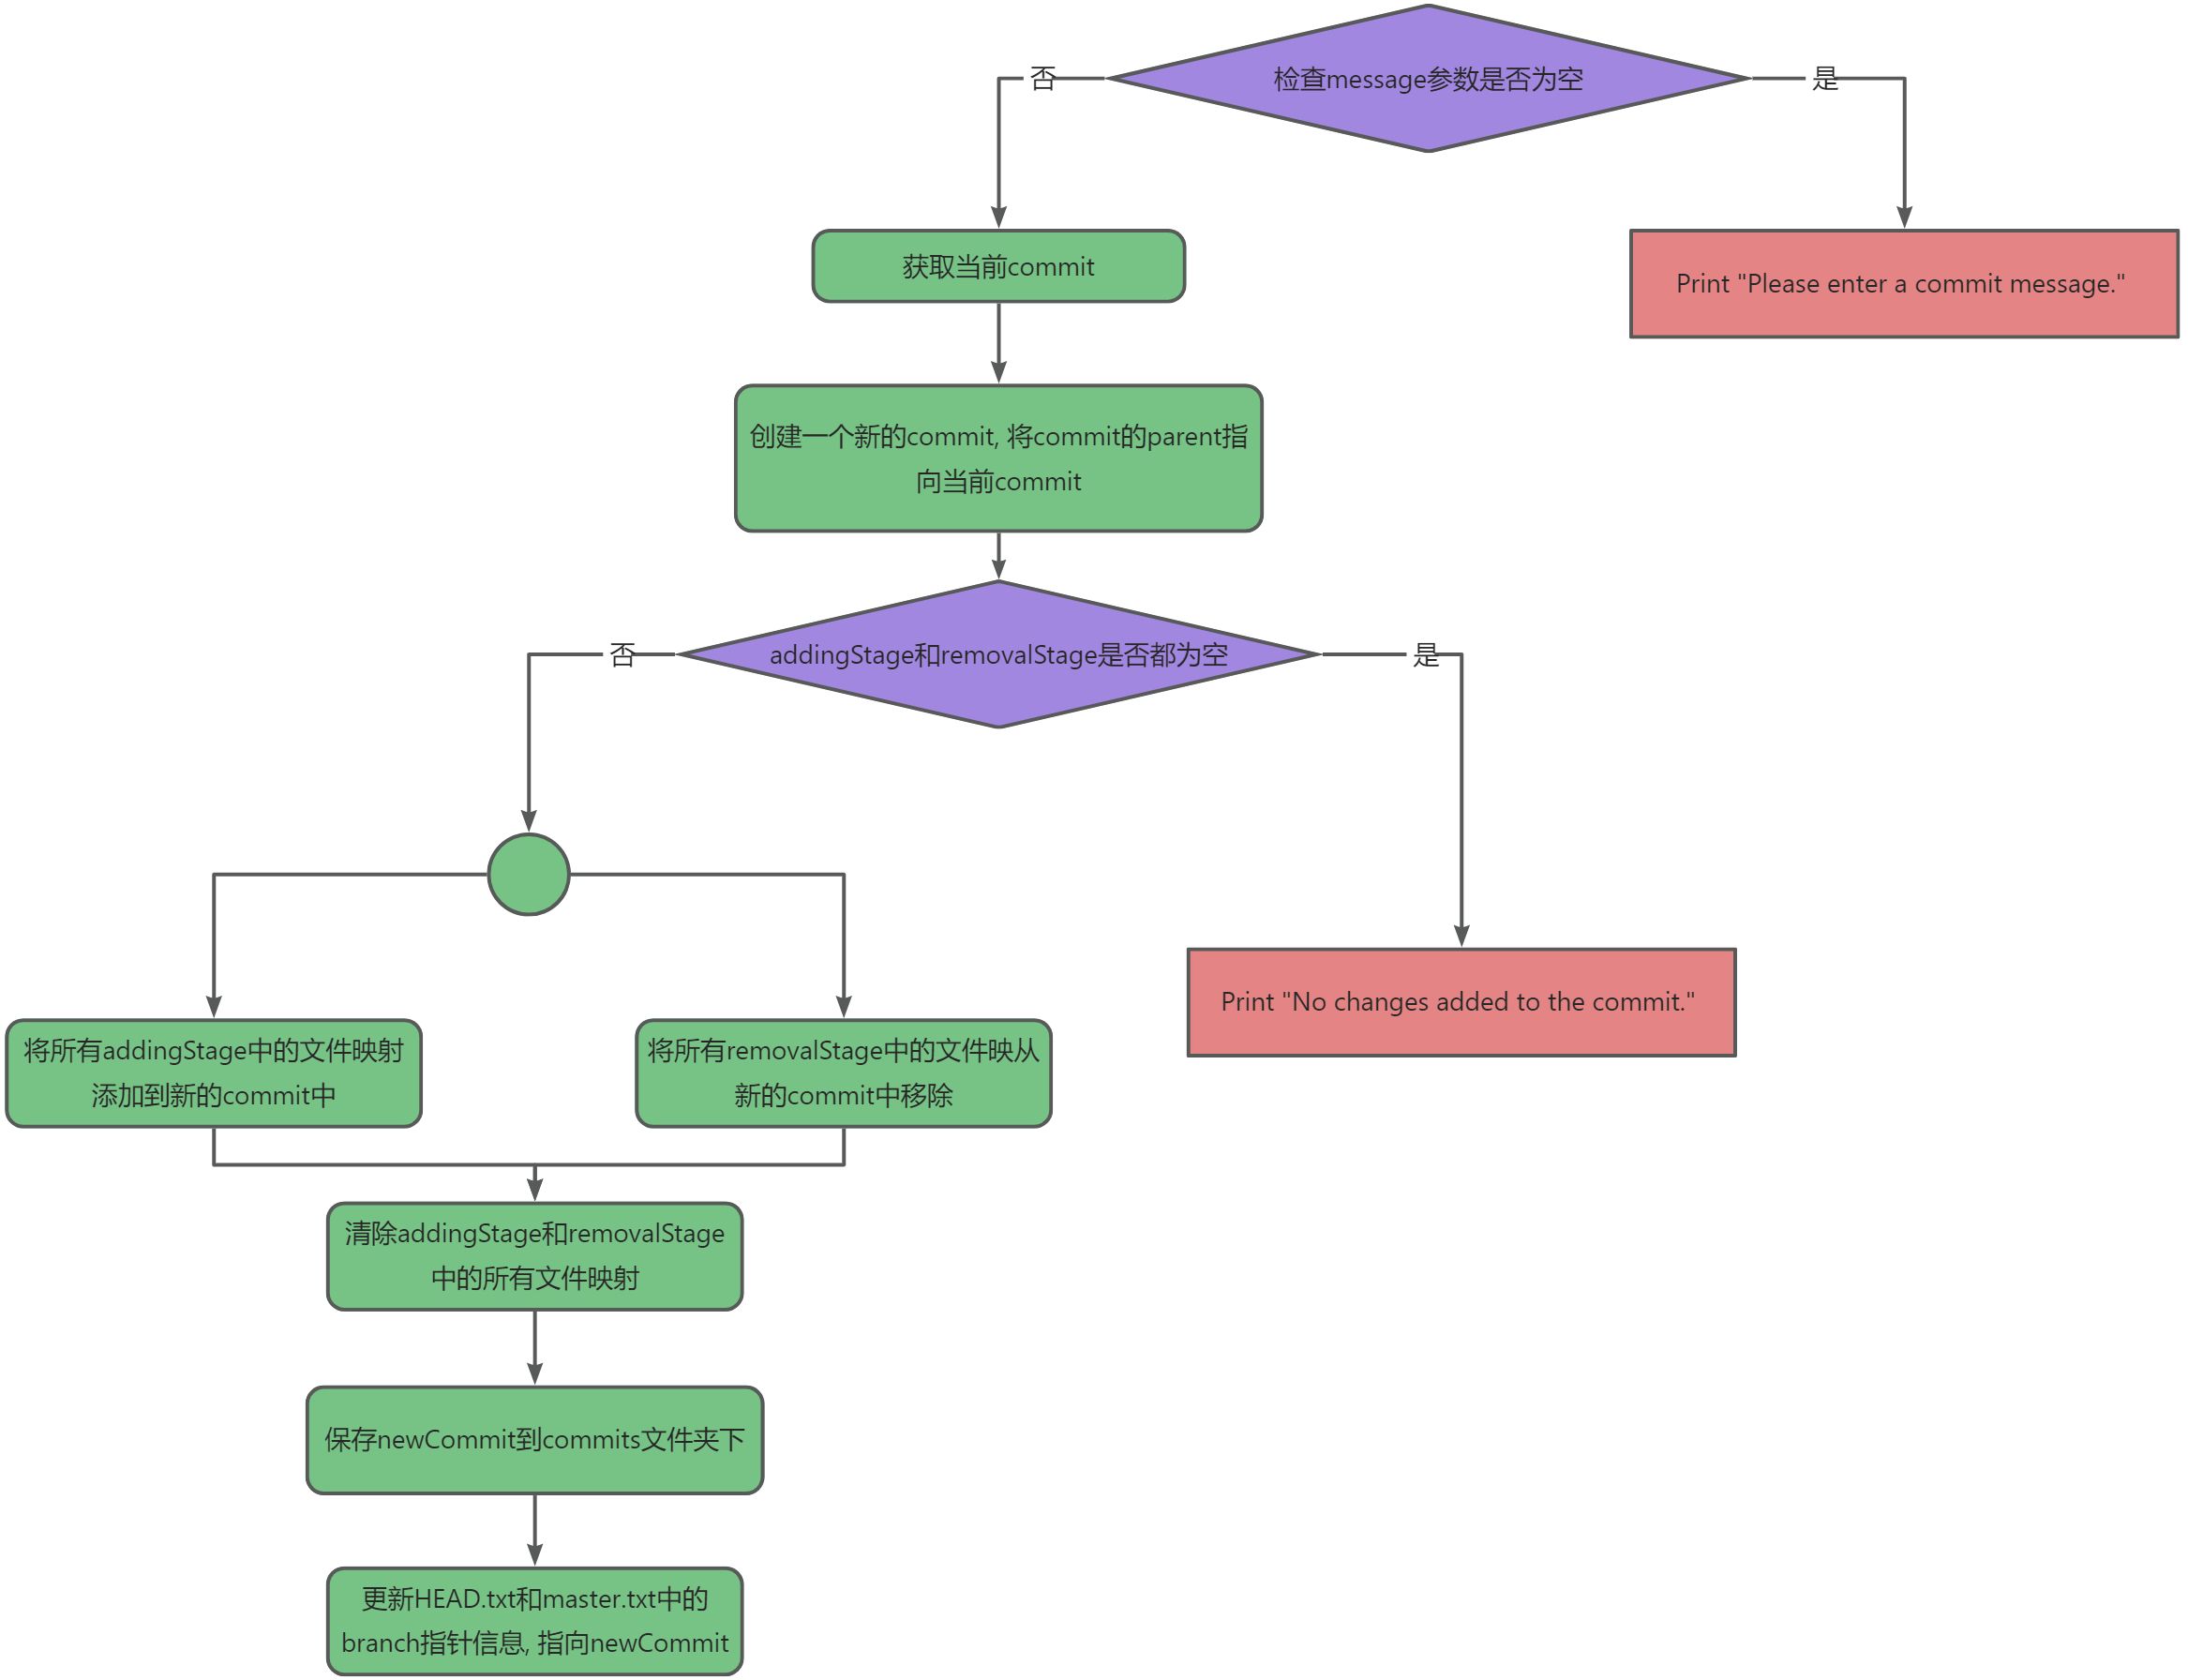 检查message参数是否为空
否
是
获取当前commit
Print "Please enter a commit message."
创建一个新的commit, 将commit的parent指
向当前commit
addingStage和removalStage是否都为空
否
是
将所有addingStage中的文件映射
添加到新的commit中
将所有removalStage中的文件映从
新的commit中移除
Print "No changes added to the commit."
清除addingStage和removalStage
中的所有文件映射
保存newCommit到commits文件夹下
更新HEAD.txt和master.txt中的
branch指针信息, 指向newCommit